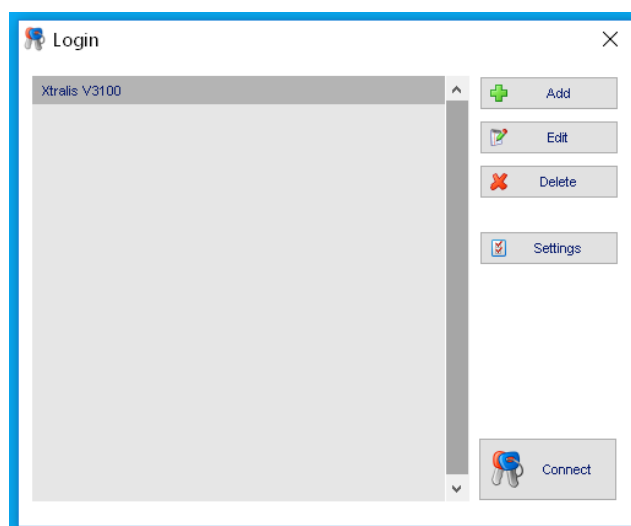 Login
Xtralis V3100
Add
Edit
Delete
Settings
Connect